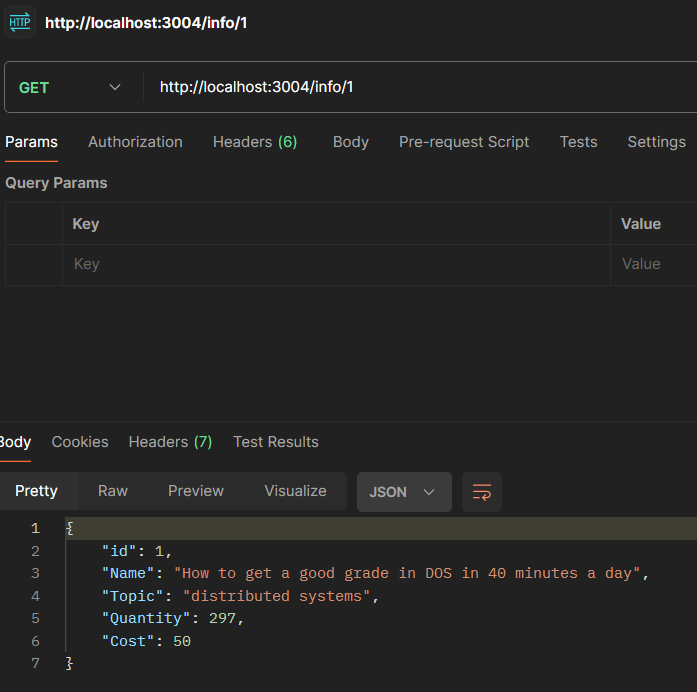 HTTP http://localhost:3004/info/1
GET http://localhost:3004/info/1
Params Authorization Headers (6) Body Pre-request Script Tests Settings
Query Params
Key Value
Key Value
Body Cookies Headers (7) Test Results
Pretty Raw Preview Visualize JSON
1 {
2 "id": 1,
3 "Name": "How to get a good grade in DOS in 40 minutes a day",
4 "Topic": "distributed systems",
5 "Quantity": 297,
6 "Cost": 50
7 }